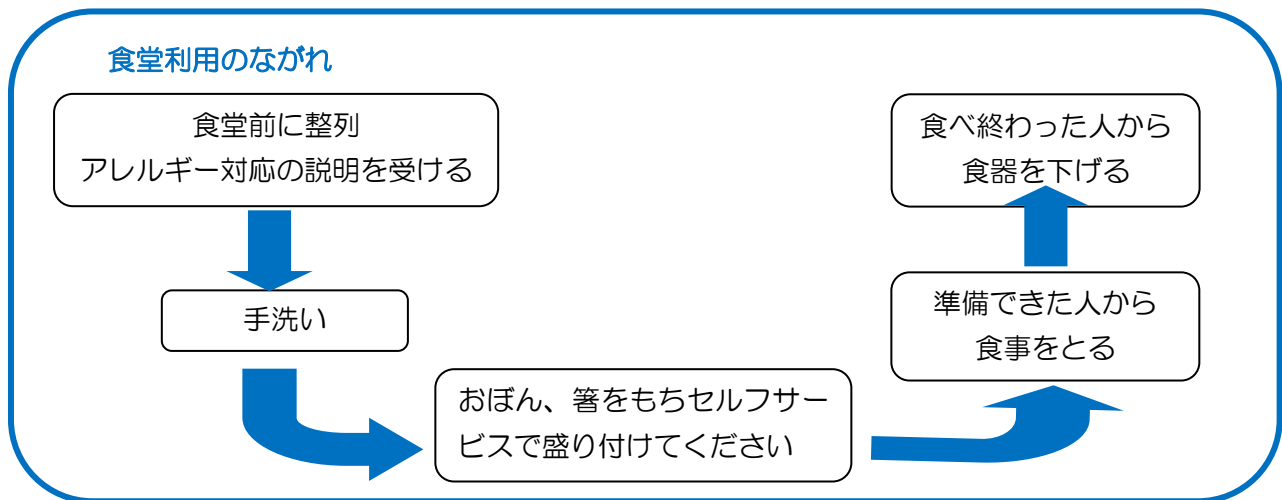 食堂利用のながれ
食堂前に整列
アレルギー対応の説明を受ける
手洗い
おぼん、箸をもちセルフサー
ビスで盛り付けてください
準備できた人から
食事をとる
食べ終わった人から
食器を下げる